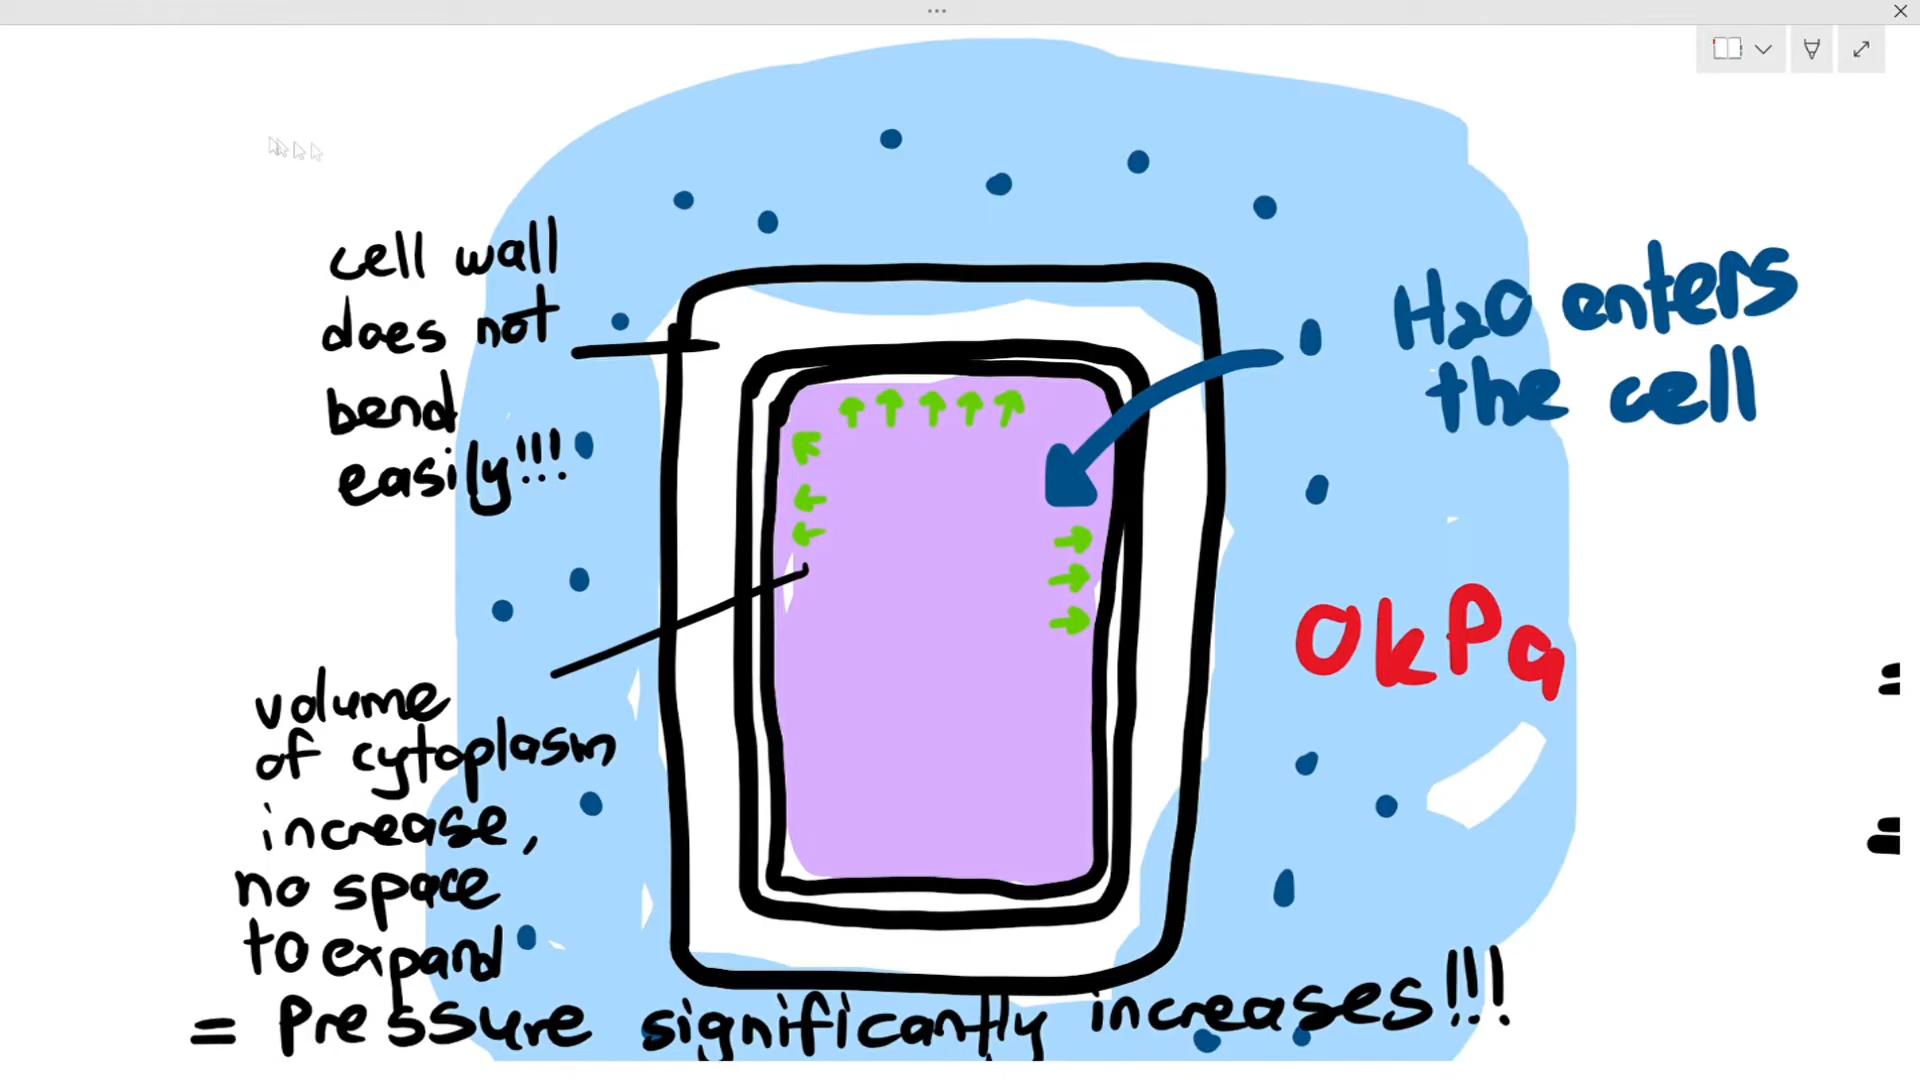 cell wall
does not
bend
easily!!!
H2O enters
the cell
0kPa
volume
of cytoplasm
increase,
no space
to expand
= Pressure significantly increases!!!